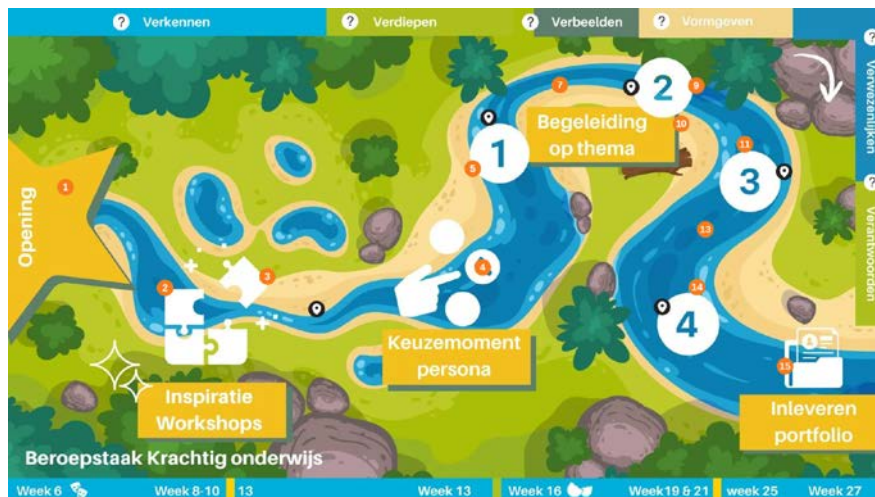 ? Verkennen
? Verdiepen
? Verbeelden
? Vormgeven
? Verwezenlijken
? Verantwoorden
Opening
1
2
3
4
5
7
9
10
11
13
14
15
1
2
3
4
Begeleiding
op thema
Keuzemoment
persona
Inspiratie
Workshops
Inleveren
portfolio
Beroepstaak Krachtig onderwijs
Week 6
Week 8-10
13
Week 13
Week 16
Week19 & 21
week 25
Week 27